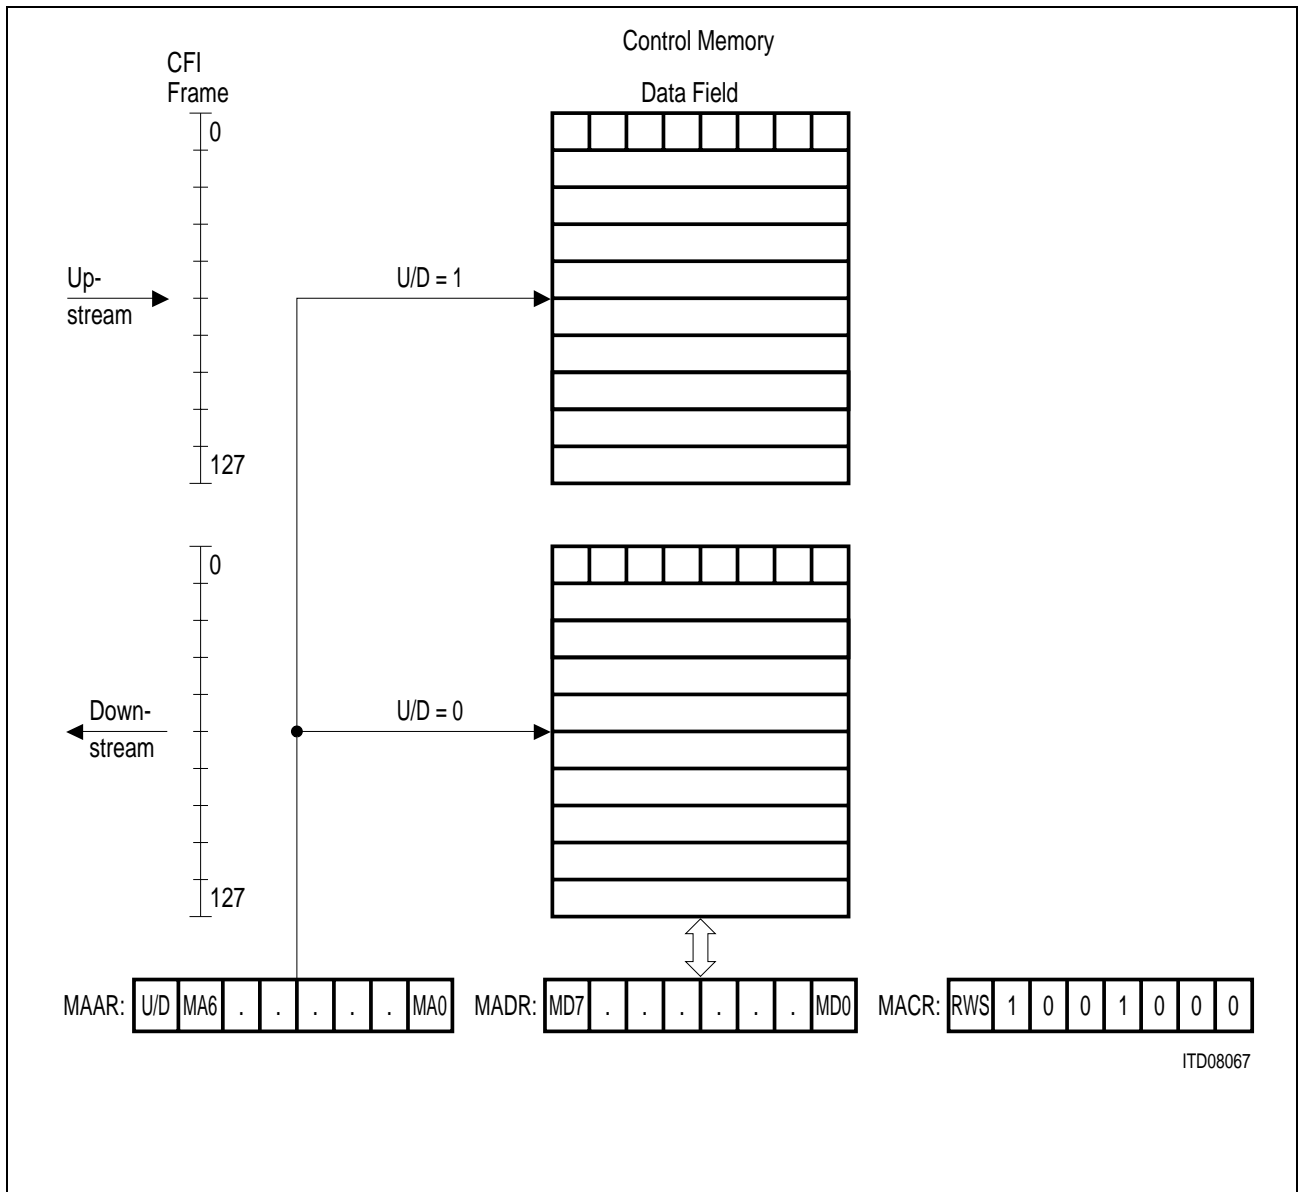 Control Memory
CFI
Frame
Data Field
0
Up-
stream
U/D = 1
127
0
Down-
stream
U/D = 0
127
MAAR: U/D MA6 . . . . . MA0 MADR: MD7 . . . . . . MD0 MACR: RWS 1 0 0 1 0 0 0
ITD08067